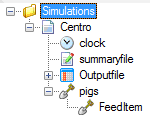 Simulations
Centro
clock
summaryfile
Outputfile
pigs
FeedItem